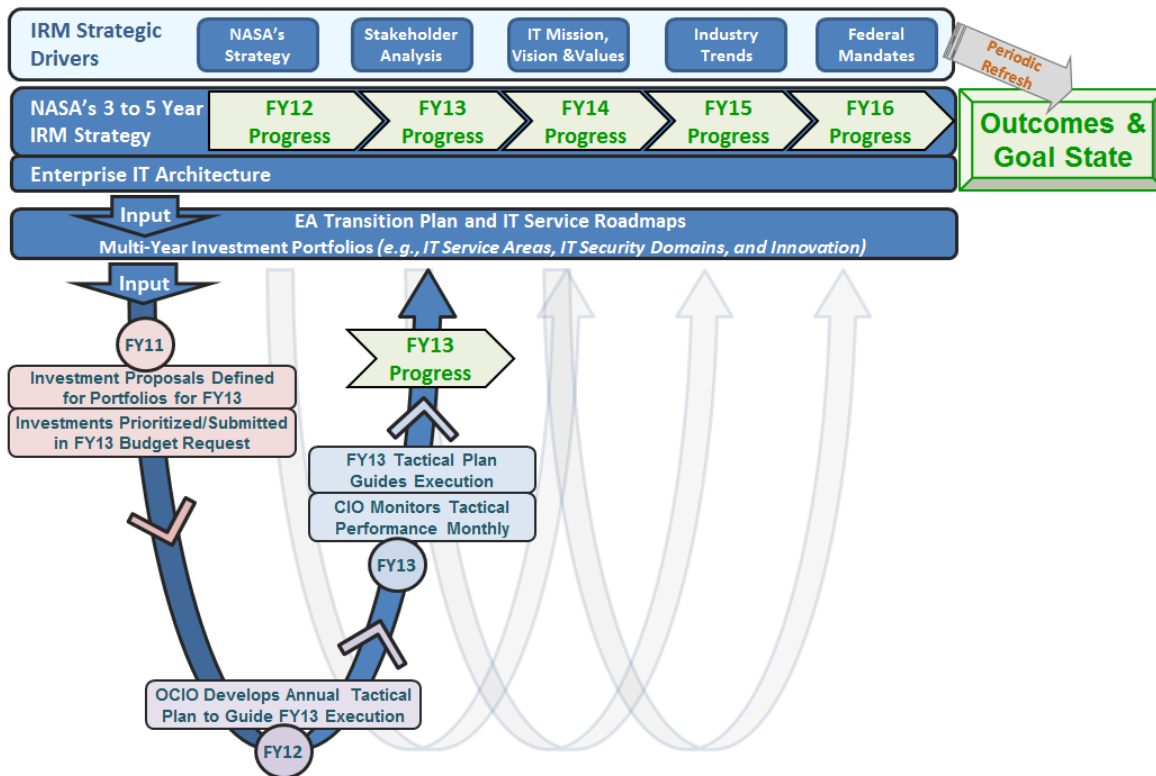 IRM Strategic
Drivers
NASA's
Strategy
Stakeholder
Analysis
IT Mission,
Vision &Values
Industry
Trends
Federal
Mandates
Periodic
Refresh
NASA's 3 to 5 Year
IRM Strategy
FY12
Progress
FY13
Progress
FY14
Progress
FY15
Progress
FY16
Progress
Outcomes &
Goal State
Enterprise IT Architecture
Input
EA Transition Plan and IT Service Roadmaps
Multi-Year Investment Portfolios (e.g., IT Service Areas, IT Security Domains, and Innovation)
Input
FY11
Investment Proposals Defined
for Portfolios for FY13
Investments Prioritized/Submitted
in FY13 Budget Request
FY13
Progress
FY13 Tactical Plan
Guides Execution
CIO Monitors Tactical
Performance Monthly
FY13
OCIO Develops Annual Tactical
Plan to Guide FY13 Execution
FY12